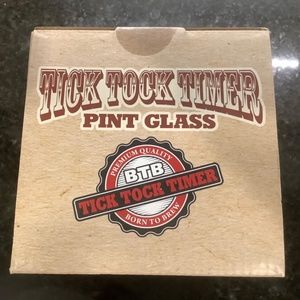 TICK TOCK TIMER
PINT GLASS
PREMIUM QUALITY
BTB
TICK TOCK TIMER
BORN TO BREW